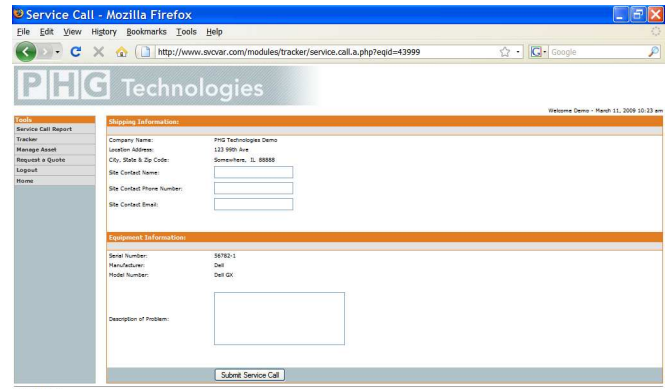 Service Call - Mozilla Firefox
File Edit View History Bookmarks Tools Help
http://www.svcvar.com/modules/tracker/service.call.a.php?eqid=43999
G Google
PHG Technologies
Welcome Demo - March 11, 2009 10:23 am
Tools
Service Call Report
Tracker
Manage Asset
Request a Quote
Logout
Home
Shipping Information:
Company Name: PHG Technologies Demo
Location Address: 123 99th Ave
City, State & Zip Code: Somewhere, IL 88888
Site Contact Name:
Site Contact Phone Number:
Site Contact Email:
Equipment Information:
Serial Number: 56782-1
Manufacturer: Dell
Model Number: Dell GX
Description of Problem:
Submit Service Call